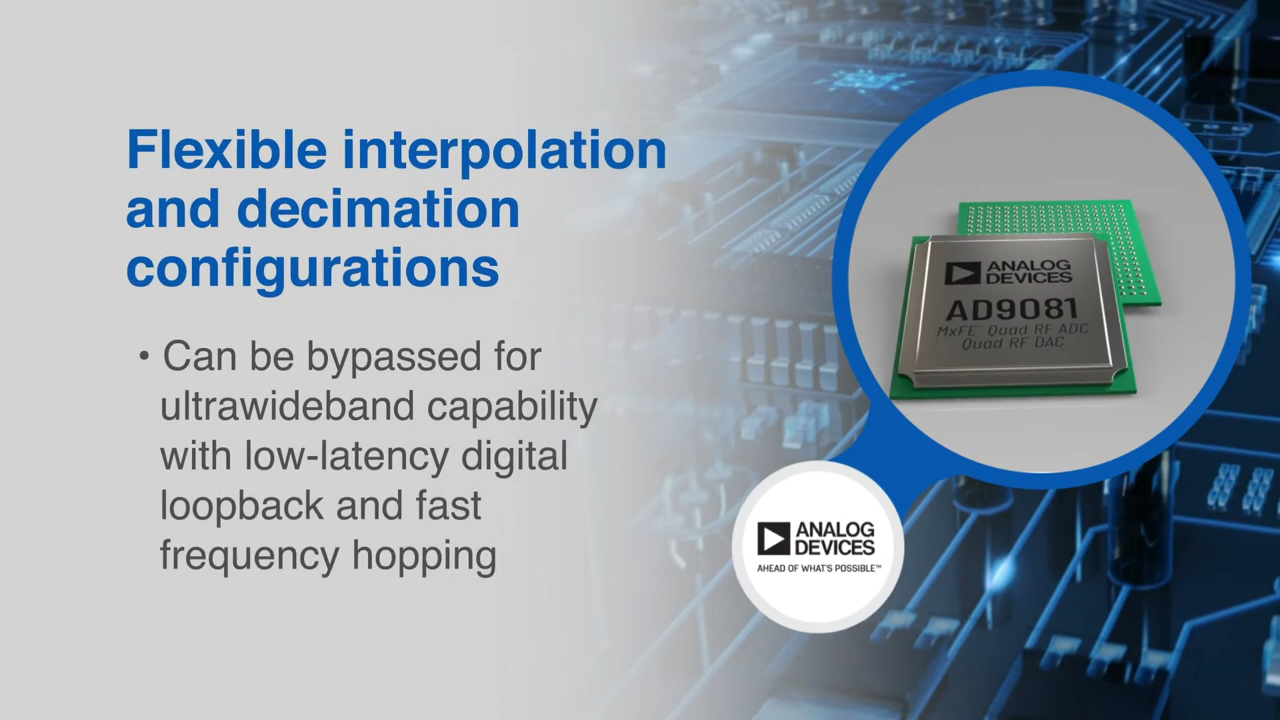 Flexible interpolation
and decimation
configurations
• Can be bypassed for
ultrawideband capability
with low-latency digital
loopback and fast
frequency hopping
ANALOG
DEVICES
AD9081
MxFE™ Quad RF ADC
Quad RF DAC
ANALOG
DEVICES
AHEAD OF WHAT'S POSSIBLE™